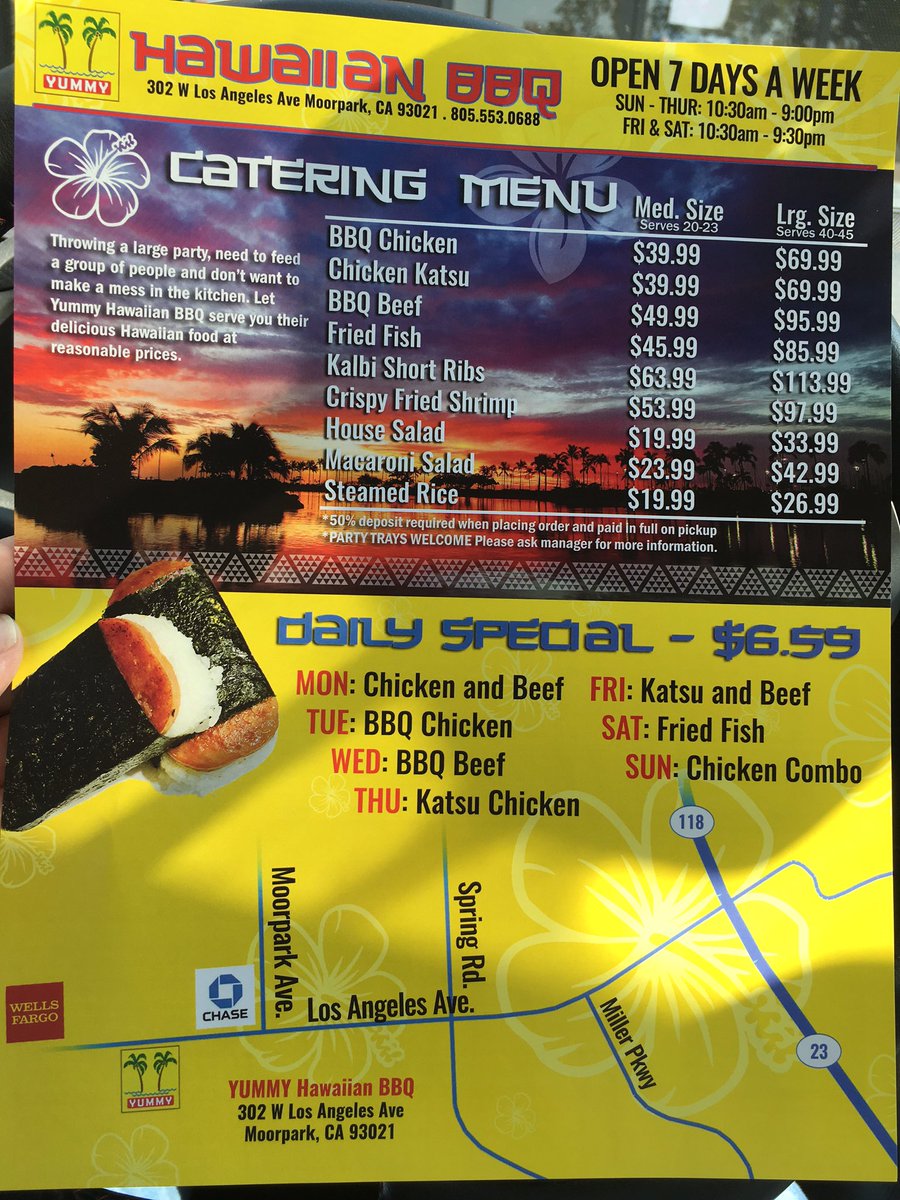 YUMMY
HAWAIIAN BBQ
302 W Los Angeles Ave Moorpark, CA 93021 . 805.553.0688
OPEN 7 DAYS A WEEK
SUN - THUR: 10:30am - 9:00pm
FRI & SAT: 10:30am - 9:30pm
CATERING MENU
Throwing a large party, need to feed
a group of people and don't want to
make a mess in the kitchen. Let
Yummy Hawaiian BBQ serve you their
delicious Hawaiian food at
reasonable prices.
Med. Size Lrg. Size
Serves 20-23 Serves 40-45
BBQ Chicken $39.99 $69.99
Chicken Katsu $39.99 $69.99
BBQ Beef $49.99 $95.99
Fried Fish $45.99 $85.99
Kalbi Short Ribs $63.99 $113.99
Crispy Fried Shrimp $53.99 $97.99
House Salad $19.99 $33.99
Macaroni Salad $23.99 $42.99
Steamed Rice $19.99 $26.99
*50% deposit required when placing order and paid in full on pickup
*PARTY TRAYS WELCOME Please ask manager for more information.
DAILY SPECIAL - $6.59
MON: Chicken and Beef
TUE: BBQ Chicken
WED: BBQ Beef
THU: Katsu Chicken
FRI: Katsu and Beef
SAT: Fried Fish
SUN: Chicken Combo
118
Moorpark Ave.
Spring Rd.
WELLS
FARGO
CHASE
Los Angeles Ave.
Miller Pkwy
23
YUMMY
YUMMY Hawaiian BBQ
302 W Los Angeles Ave
Moorpark, CA 93021